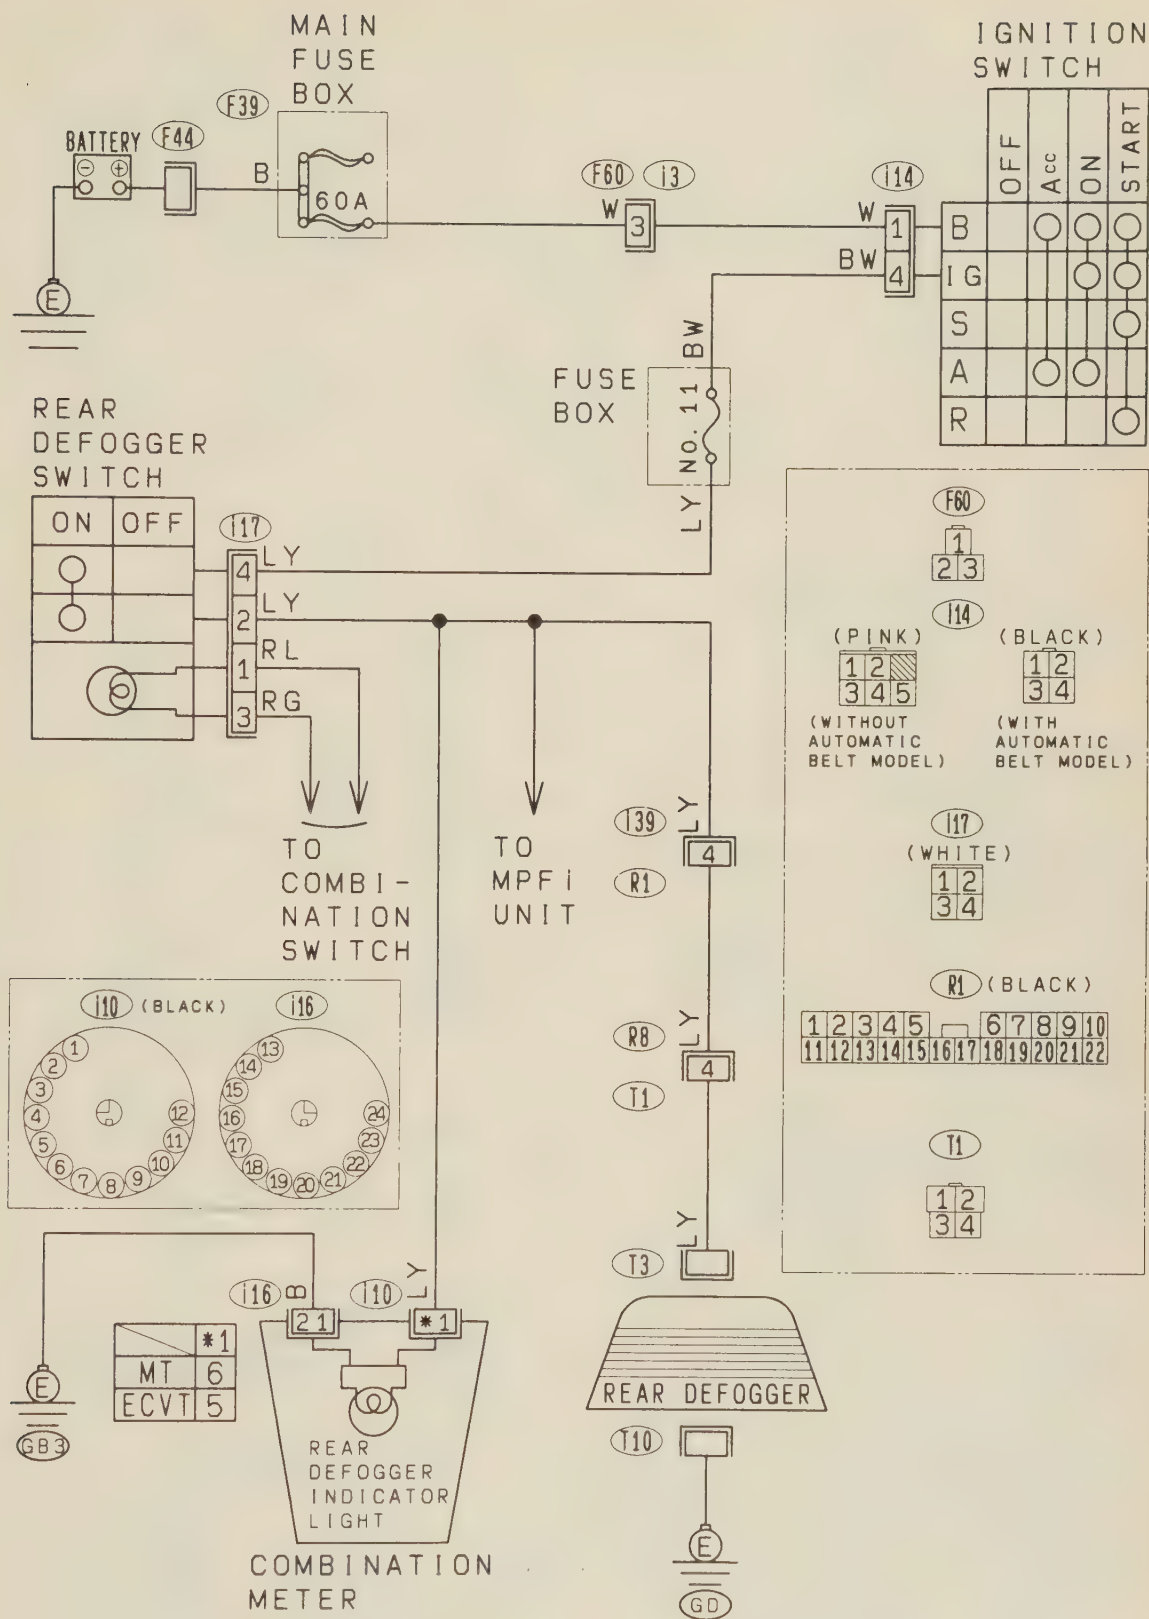 MAIN
FUSE
BOX
F39
BATTERY
F44
- +
B
60A
E
F60 i3
W
3
i14
W
1
BW
4
IGNITION
SWITCH
OFF
Acc
ON
START
B
IG
S
A
R
BW
FUSE
BOX
No. 11
LY
REAR
DEFOGGER
SWITCH
ON OFF
i17
4 LY
2 LY
1 RL
3 RG
TO
COMBI-
NATION
SWITCH
TO
MPFi
UNIT
i39
LY
4
R1
R8
LY
4
T1
LY
T3
REAR DEFOGGER
T10
E
GD
F60
1
2 3
i14
(PINK)
1 2
3 4 5
(WITHOUT
AUTOMATIC
BELT MODEL)
(BLACK)
1 2
3 4
(WITH
AUTOMATIC
BELT MODEL)
i17
(WHITE)
1 2
3 4
R1 (BLACK)
1 2 3 4 5 6 7 8 9 10
11 12 13 14 15 16 17 18 19 20 21 22
T1
1 2
3 4
i10 (BLACK)
1 2 3 4 5 6 7 8 9 10 11 12
i16
13 14 15 16 17 18 19 20 21 22 23 24
i16
B
i10
LY
21
*1
*1
MT 6
ECVT 5
E
GB3
REAR
DEFOGGER
INDICATOR
LIGHT
COMBINATION
METER